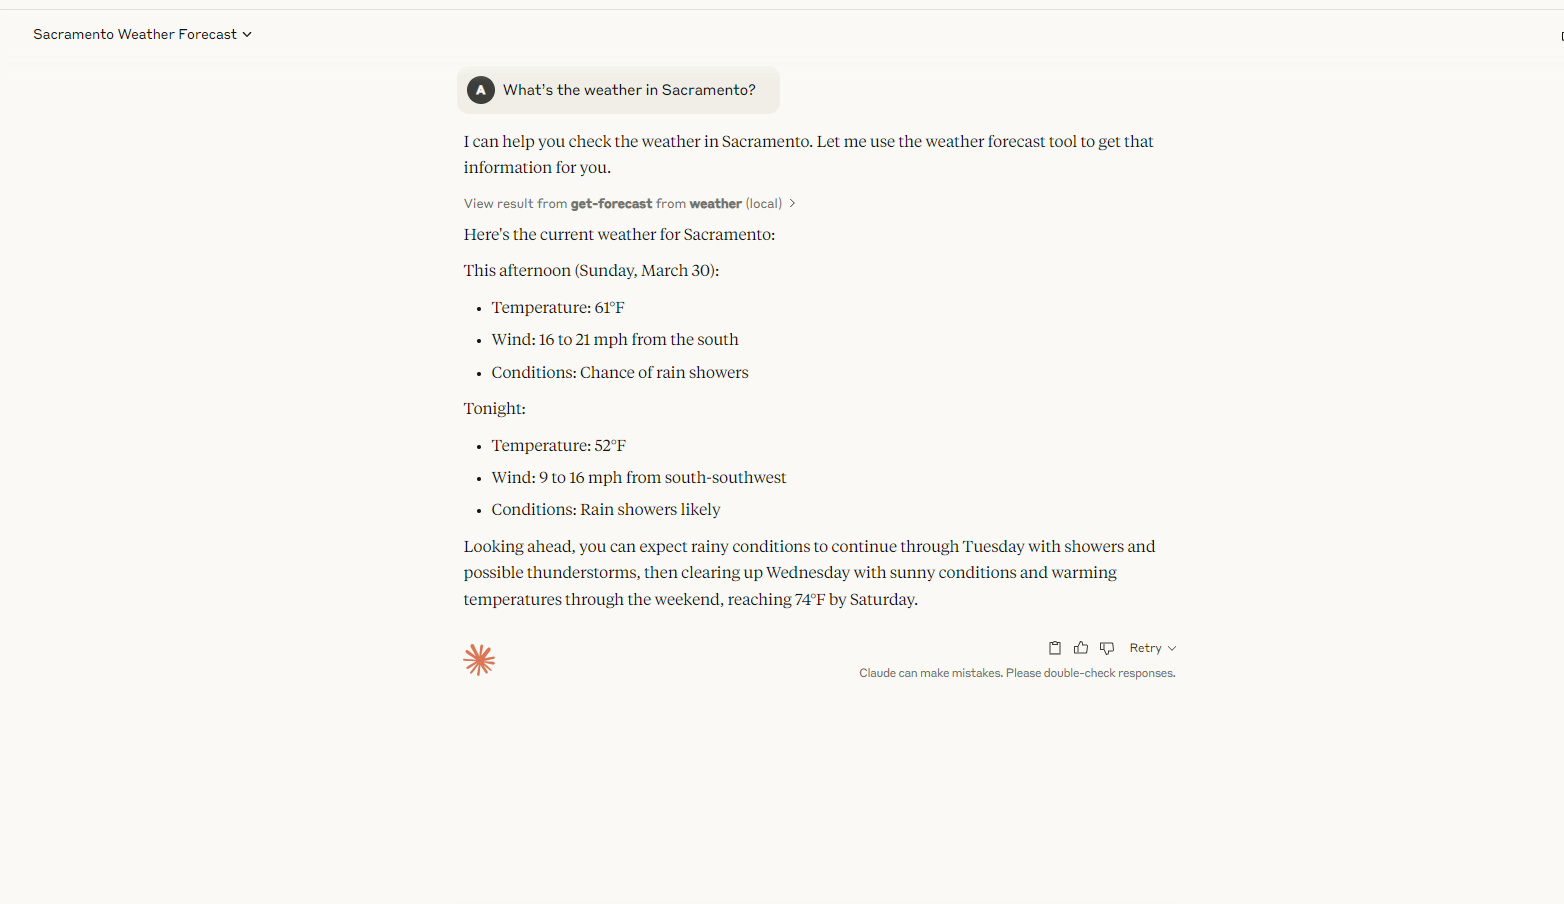 Sacramento Weather Forecast
A
What's the weather in Sacramento?
I can help you check the weather in Sacramento. Let me use the weather forecast tool to get that
information for you.
View result from get-forecast from weather (local)
Here's the current weather for Sacramento:
This afternoon (Sunday, March 30):
• Temperature: 61°F
• Wind: 16 to 21 mph from the south
• Conditions: Chance of rain showers
Tonight:
• Temperature: 52°F
• Wind: 9 to 16 mph from south-southwest
• Conditions: Rain showers likely
Looking ahead, you can expect rainy conditions to continue through Tuesday with showers and
possible thunderstorms, then clearing up Wednesday with sunny conditions and warming
temperatures through the weekend, reaching 74°F by Saturday.
Retry
Claude can make mistakes. Please double-check responses.